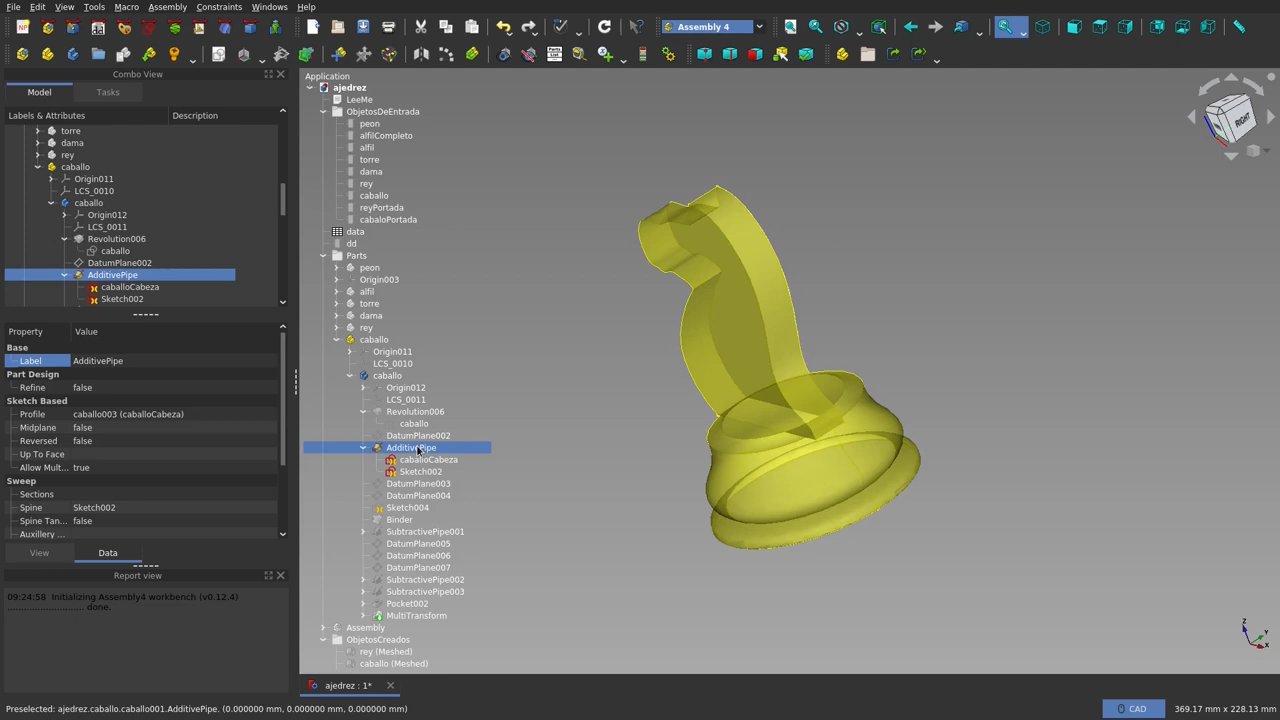 File Edit View Tools Macro Assembly Constraints Windows Help
Assembly 4
Combo View
Model Tasks
Labels & Attributes Description
torre
dama
rey
caballo
Origin011
LCS_0010
caballo
Origin012
LCS_0011
Revolution006
caballo
DatumPlane002
AdditivePipe
caballoCabeza
Sketch002
Property Value
Base
Label AdditivePipe
Part Design
Refine false
Sketch Based
Profile caballo003 (caballoCabeza)
Midplane false
Reversed false
Up To Face
Allow Mult... true
Sweep
Sections
Spine Sketch002
Spine Tan... false
Auxillery ...
View Data
Report view
09:24:58 Initializing Assembly4 workbench (v0.12.4)
............................ done.
Application
ajedrez
LeeMe
ObjetosDeEntrada
peon
alfilCompleto
alfil
torre
dama
rey
caballo
reyPortada
cabaloPortada
data
dd
Parts
peon
Origin003
alfil
torre
dama
rey
caballo
Origin011
LCS_0010
caballo
Origin012
LCS_0011
Revolution006
caballo
DatumPlane002
AdditivePipe
caballoCabeza
Sketch002
DatumPlane003
DatumPlane004
Sketch004
Binder
SubtractivePipe001
DatumPlane005
DatumPlane006
DatumPlane007
SubtractivePipe002
SubtractivePipe003
Pocket002
MultiTransform
Assembly
ObjetosCreados
rey (Meshed)
caballo (Meshed)
RIGHT
Z
Y
X
ajedrez : 1*
Preselected: ajedrez.caballo.caballo001.AdditivePipe. (0.000000 mm, 0.000000 mm, 0.000000 mm)
CAD
369.17 mm x 228.13 mm